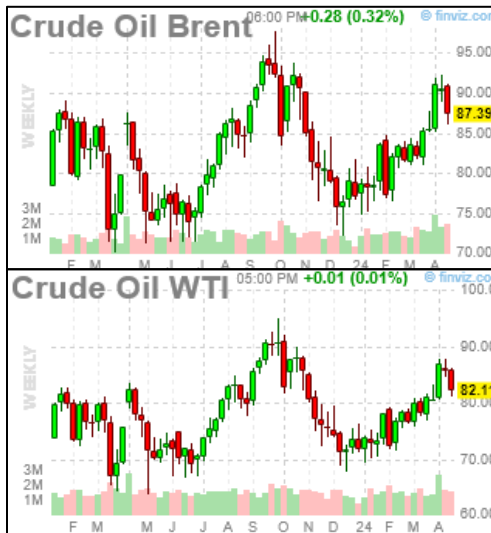 Crude Oil Brent
06:00 PM
+0.28 (0.32%)
© finviz.com
WEEKLY
95.00
90.00
87.39
85.00
80.00
75.00
70.00
3M
2M
1M
F M M J J A S O N D 24 F M A
Crude Oil WTI
05:00 PM
+0.01 (0.01%)
© finviz.c
WEEKLY
100.0
90.00
82.11
80.00
70.00
60.00
3M
2M
1M
F M M J J A S O N D 24 F M A